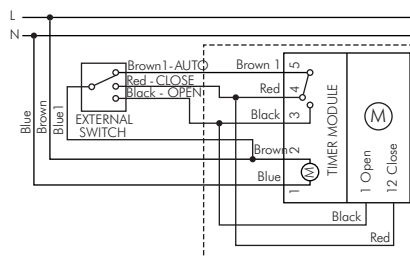 L
N
Brown1-AUTO
Red - CLOSE
Black - OPEN
EXTERNAL
SWITCH
Blue
Brown
Blue1
Brown 1
Red
Black
Brown
Blue
5
4
3
2
1
M
TIMER MODULE
M
1 Open
12 Close
Black
Red